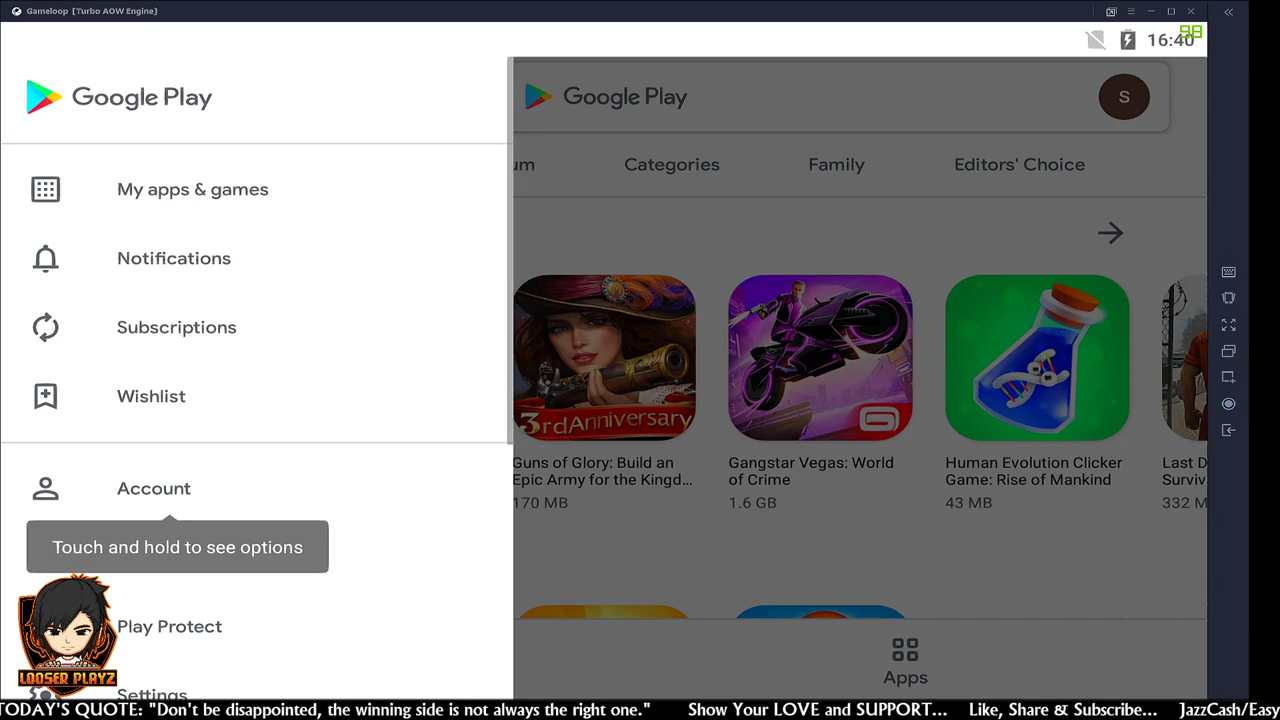 Gameloop [Turbo AOW Engine]
16:40
98
Google Play
My apps & games
Notifications
Subscriptions
Wishlist
Account
Touch and hold to see options
Play Protect
Settings
LOOSER PLAYZ
Google Play
S
um
Categories
Family
Editors' Choice
3rd Anniversary
Guns of Glory: Build an
Epic Army for the Kingd...
170 MB
Gangstar Vegas: World
of Crime
1.6 GB
Human Evolution Clicker
Game: Rise of Mankind
43 MB
Last D
Surviv
332 M
Apps
TODAY'S QUOTE: "Don't be disappointed, the winning side is not always the right one." Show Your LOVE and SUPPORT... Like, Share & Subscribe... JazzCash/Easy